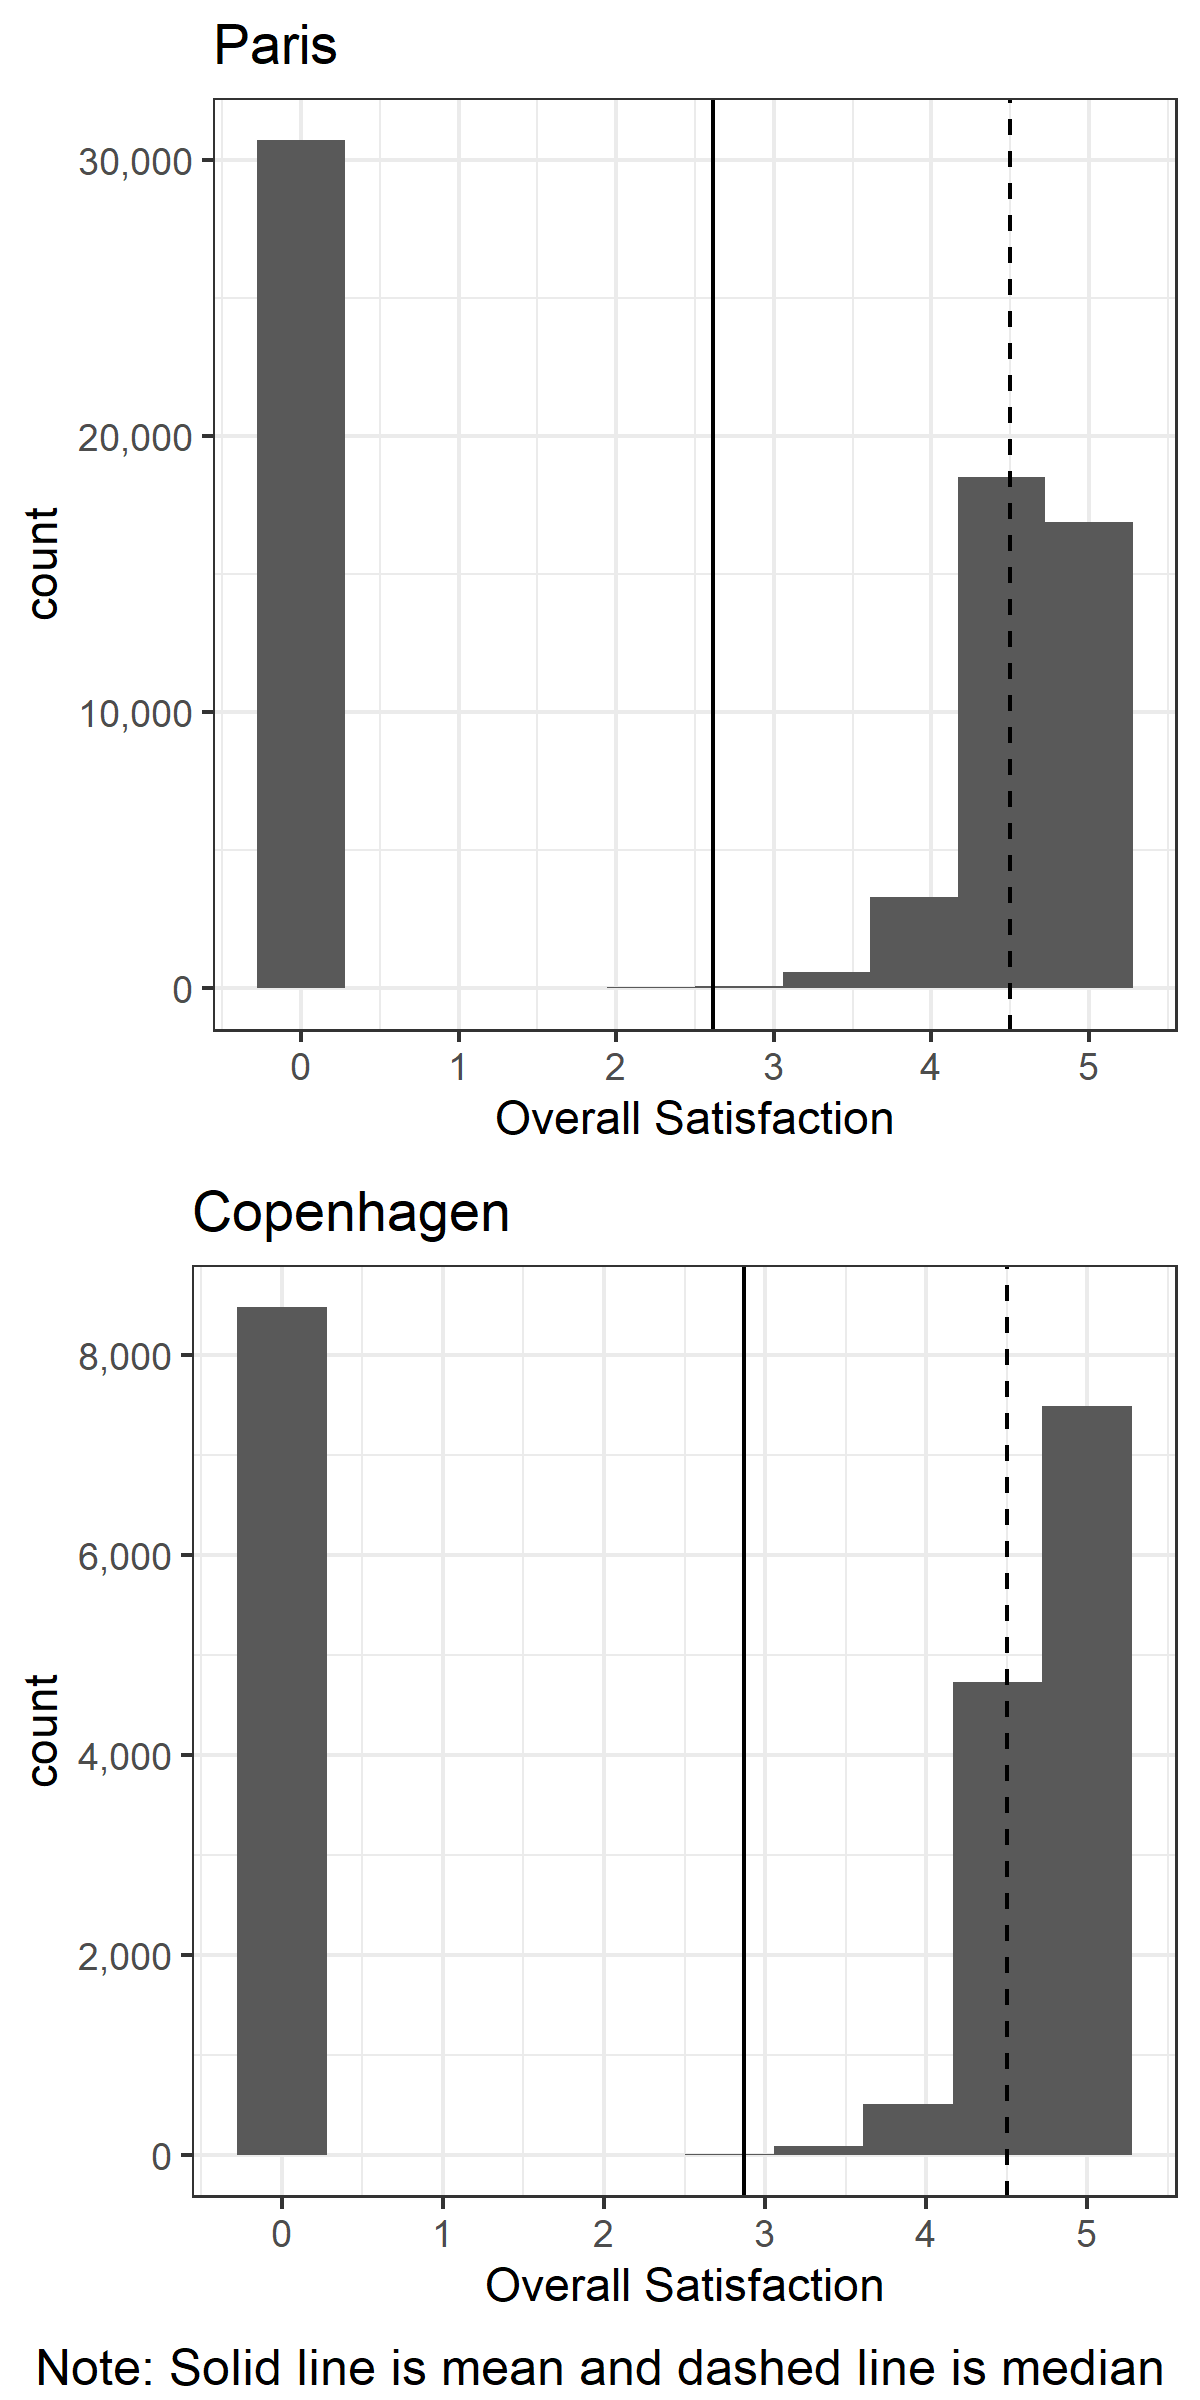 Paris
30,000
20,000
10,000
0
count
0 1 2 3 4 5
Overall Satisfaction
Copenhagen
8,000
6,000
4,000
2,000
0
count
0 1 2 3 4 5
Overall Satisfaction
Note: Solid line is mean and dashed line is median